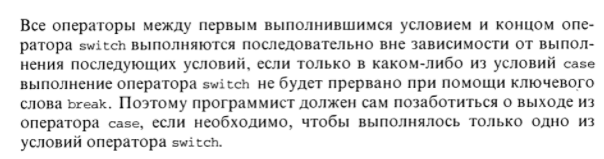 Все операторы между первым выполнившимся условием и концом опе-
ратора switch выполняются последовательно вне зависимости от выпол-
нения последующих условий, если только в каком-либо из условий case
выполнение оператора switch не будет прервано при помощи ключевого
слова break. Поэтому программист должен сам позаботиться о выходе из
оператора case, если необходимо, чтобы выполнялось только одно из
условий оператора switch.